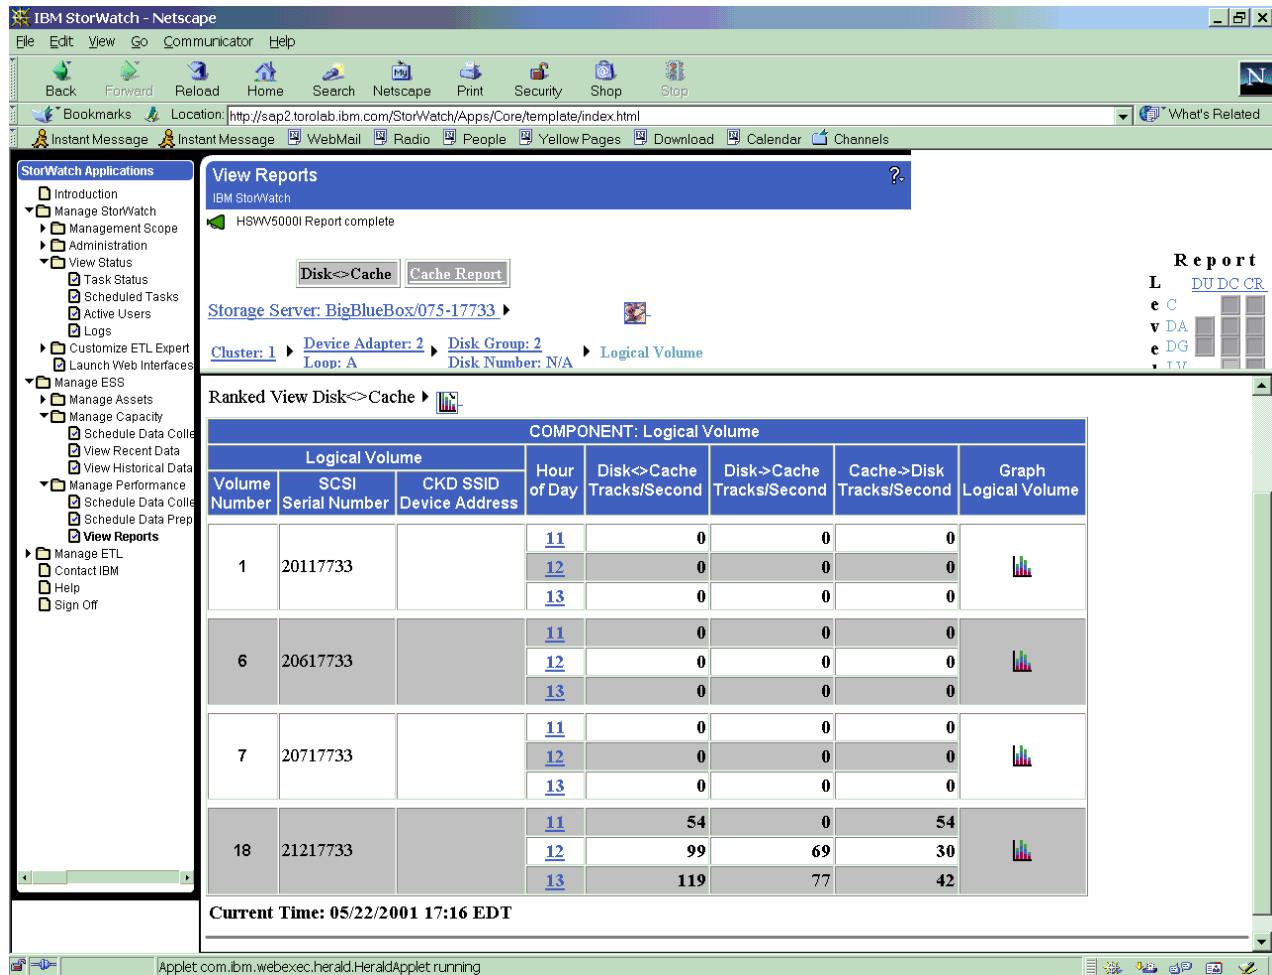 IBM StorWatch - Netscape
File Edit View Go Communicator Help
Back Forward Reload Home Search Netscape Print Security Shop Stop
My
N
Bookmarks Location: http://sap2.torolab.ibm.com/StorWatch/Apps/Core/template/index.html What's Related
Instant Message Instant Message WebMail Radio People Yellow Pages Download Calendar Channels
StorWatch Applications
Introduction
Manage StorWatch
Management Scope
Administration
View Status
Task Status
Scheduled Tasks
Active Users
Logs
Customize ETL Expert
Launch Web Interfaces
Manage ESS
Manage Assets
Manage Capacity
Schedule Data Colle
View Recent Data
View Historical Data
Manage Performance
Schedule Data Colle
Schedule Data Prep
View Reports
Manage ETL
Contact IBM
Help
Sign Off
View Reports
?
IBM StorWatch
HSWV5000I Report complete
Disk<>Cache Cache Report
Storage Server: BigBlueBox/075-17733
Cluster: 1 Device Adapter: 2 Disk Group: 2 Logical Volume
Loop: A Disk Number: N/A
Report
L DU DC CR
e C
v DA
e DG
l LV
Ranked View Disk<>Cache
COMPONENT: Logical Volume
Logical Volume
Volume Number SCSI Serial Number CKD SSID Device Address Hour of Day Disk<>Cache Tracks/Second Disk->Cache Tracks/Second Cache->Disk Tracks/Second Graph Logical Volume
1 20117733 11 0 0 0
12 0 0 0
13 0 0 0
6 20617733 11 0 0 0
12 0 0 0
13 0 0 0
7 20717733 11 0 0 0
12 0 0 0
13 0 0 0
18 21217733 11 54 0 54
12 99 69 30
13 119 77 42
Current Time: 05/22/2001 17:16 EDT
Applet com.ibm.webexec.herald.HeraldApplet running